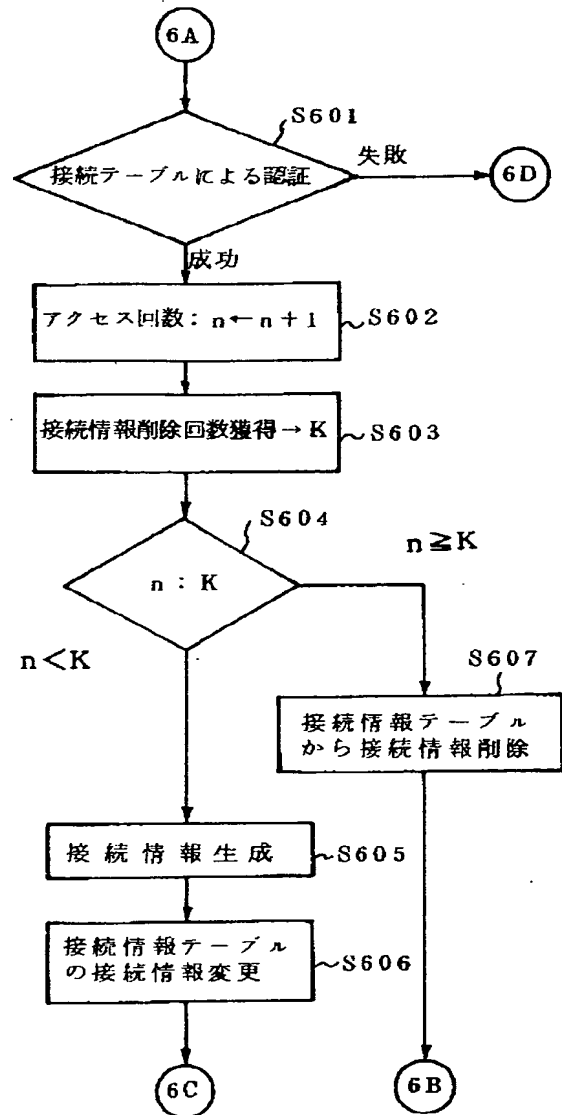 6A
S601
接続テーブルによる認証
失敗
6D
成功
アクセス回数：n←n+1
S602
接続情報削除回数獲得→K
S603
S604
n：K
n≧K
n<K
S607
接続情報テーブル
から接続情報削除
接続情報生成
S605
接続情報テーブル
の接続情報変更
S606
6C
6B